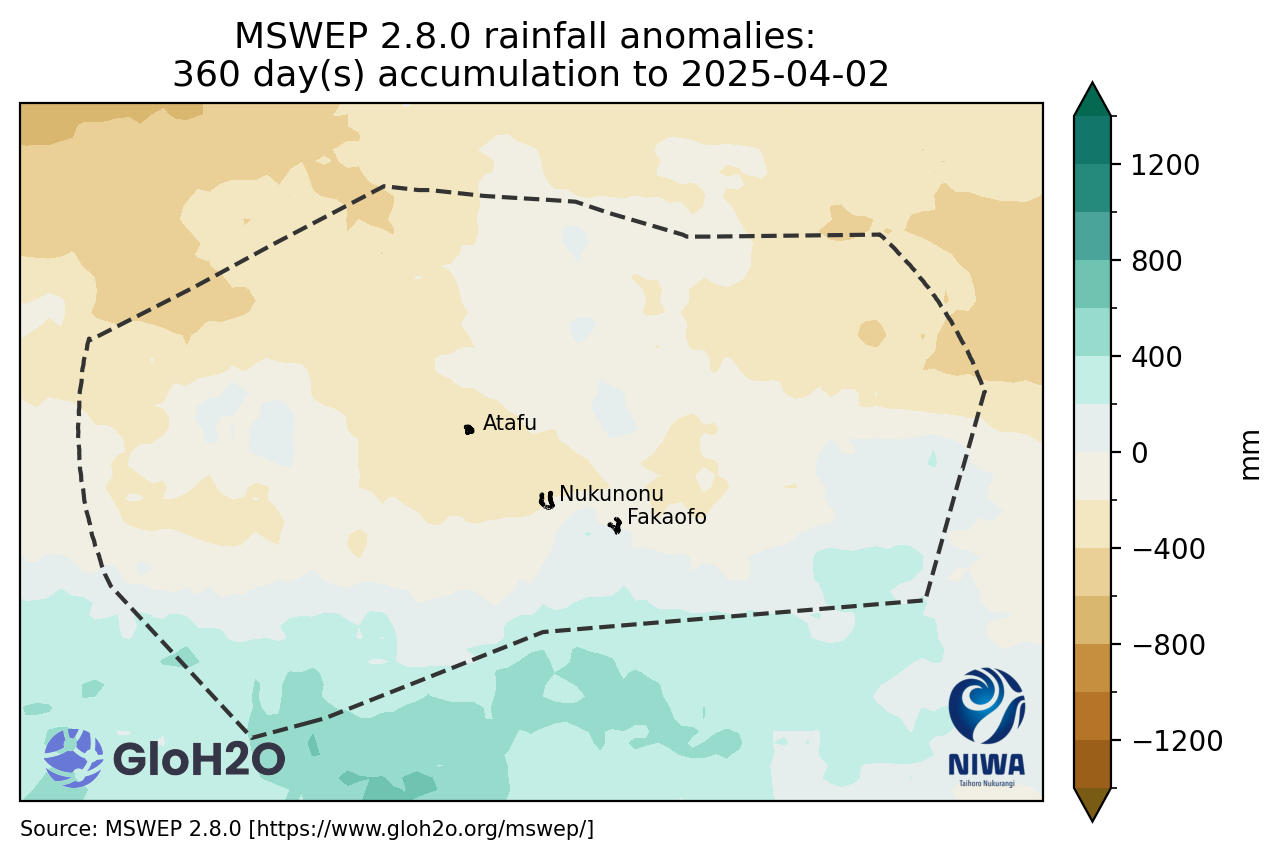 MSWEP 2.8.0 rainfall anomalies:
360 day(s) accumulation to 2025-04-02
1200
800
400
0
−400
−800
−1200
mm
Atafu
Nukunonu
Fakaofo
GloH2O
NIWA
Taihoro Nukurangi
Source: MSWEP 2.8.0 [https://www.gloh2o.org/mswep/]